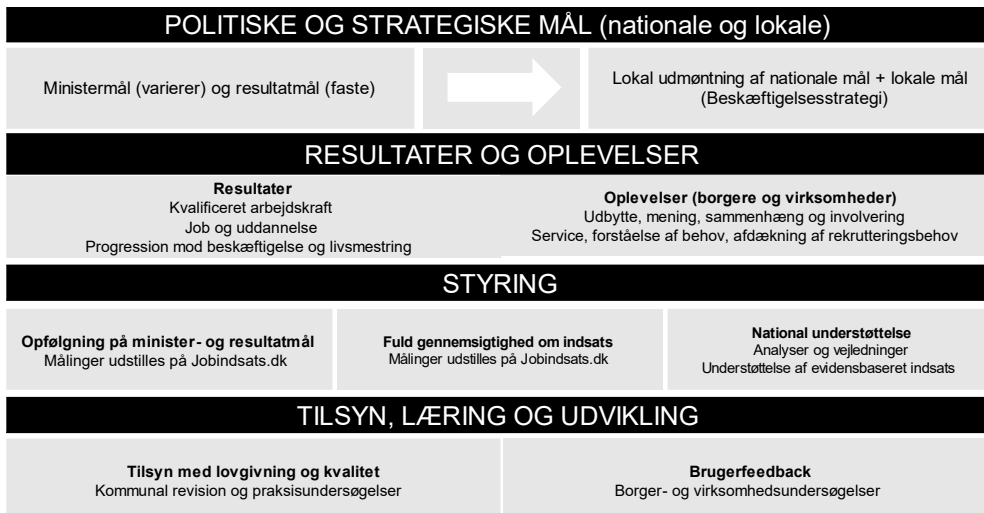 POLITISKE OG STRATEGISKE MÅL (nationale og lokale)
Ministermål (varierer) og resultatmål (faste)
Lokal udmøntning af nationale mål + lokale mål
(Beskæftigelsesstrategi)
RESULTATER OG OPLEVELSER
Resultater
Kvalificeret arbejdskraft
Job og uddannelse
Progression mod beskæftigelse og livsmestring
Oplevelser (borgere og virksomheder)
Udbytte, mening, sammenhæng og involvering
Service, forståelse af behov, afdækning af rekrutteringsbehov
STYRING
Opfølgning på minister- og resultatmål
Målinger udstilles på Jobindsats.dk
Fuld gennemsigtighed om indsats
Målinger udstilles på Jobindsats.dk
National understøttelse
Analyser og vejledninger
Understøttelse af evidensbaseret indsats
TILSYN, LÆRING OG UDVIKLING
Tilsyn med lovgivning og kvalitet
Kommunal revision og praksisundersøgelser
Brugerfeedback
Borger- og virksomhedsundersøgelser